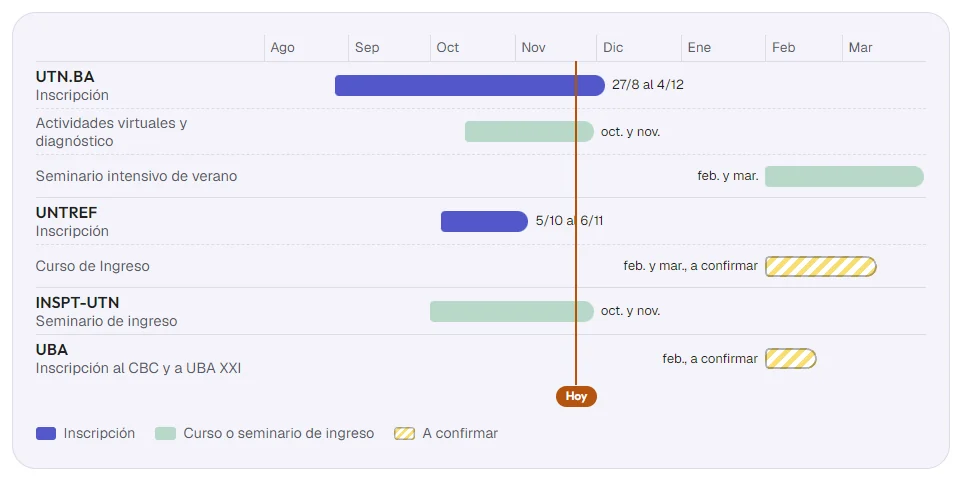 Ago Sep Oct Nov Dic Ene Feb Mar
UTN.BA
Inscripción
27/8 al 4/12
Actividades virtuales y
diagnóstico
oct. y nov.
Seminario intensivo de verano
feb. y mar.
UNTREF
Inscripción
5/10 al 6/11
Curso de Ingreso
feb. y mar., a confirmar
INSPT-UTN
Seminario de ingreso
oct. y nov.
UBA
Inscripción al CBC y a UBA XXI
feb., a confirmar
Hoy
Inscripción Curso o seminario de ingreso A confirmar